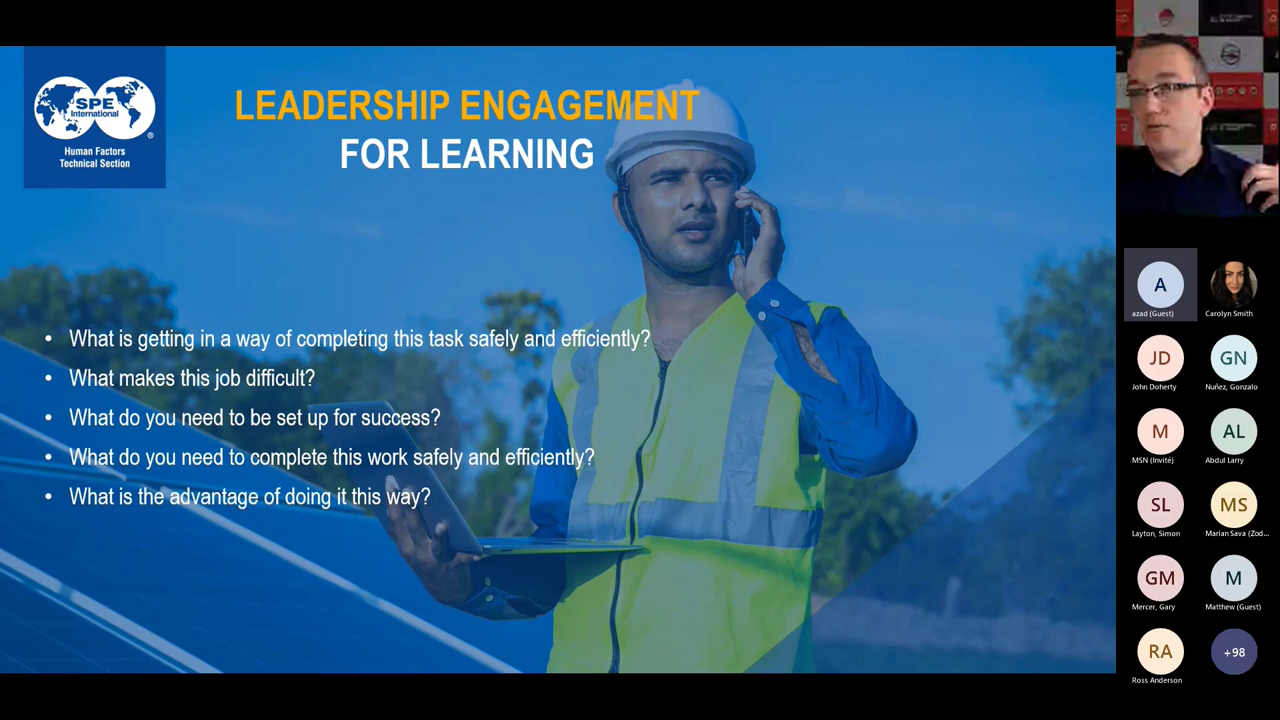 SPE
International
®
Human Factors
Technical Section
LEADERSHIP ENGAGEMENT
FOR LEARNING
• What is getting in a way of completing this task safely and efficiently?
• What makes this job difficult?
• What do you need to be set up for success?
• What do you need to complete this work safely and efficiently?
• What is the advantage of doing it this way?
A
azad (Guest)
Carolyn Smith
JD
John Doherty
GN
Nuñez, Gonzalo
M
MSN (Invité)
AL
Abdul Larry
SL
Layton, Simon
MS
Marian Sava (Zod...
GM
Mercer, Gary
M
Matthew (Guest)
RA
Ross Anderson
+98